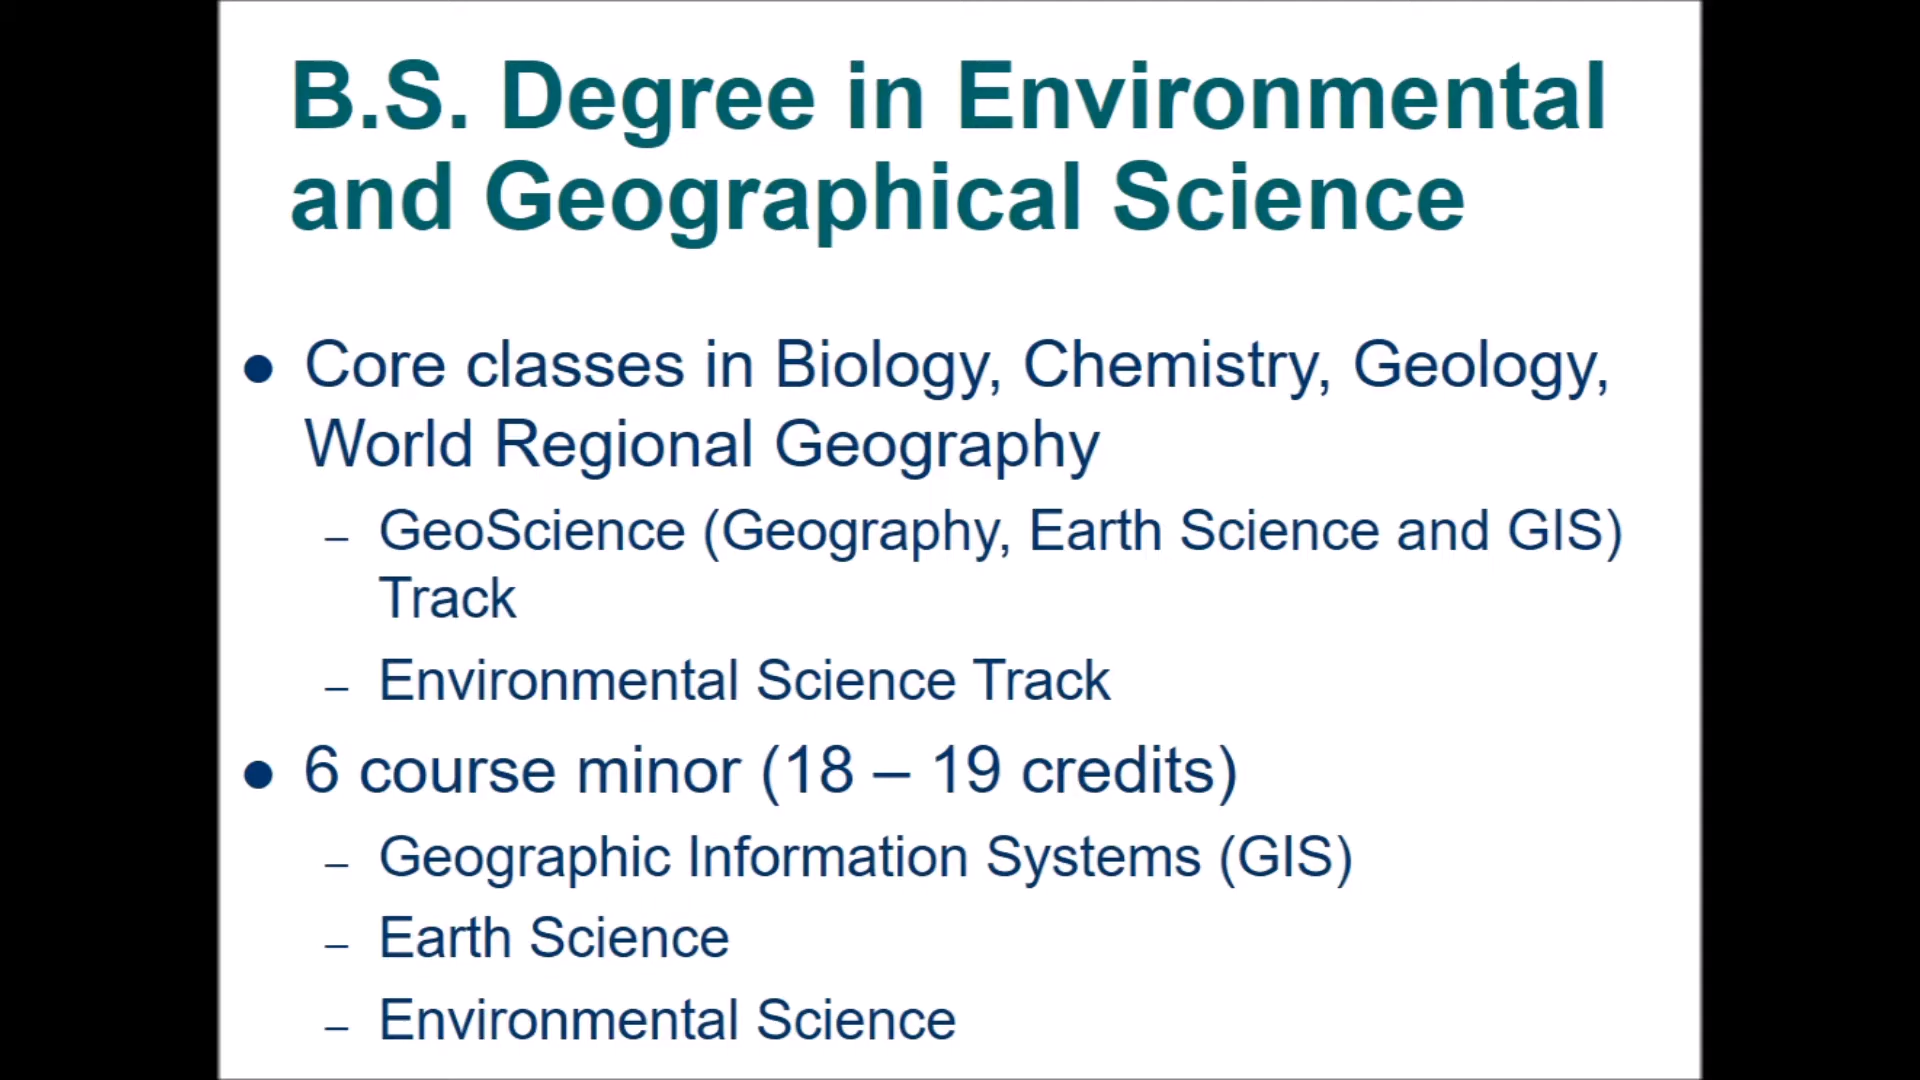 B.S. Degree in Environmental
and Geographical Science
● Core classes in Biology, Chemistry, Geology,
World Regional Geography
– GeoScience (Geography, Earth Science and GIS)
Track
– Environmental Science Track
● 6 course minor (18 – 19 credits)
– Geographic Information Systems (GIS)
– Earth Science
– Environmental Science